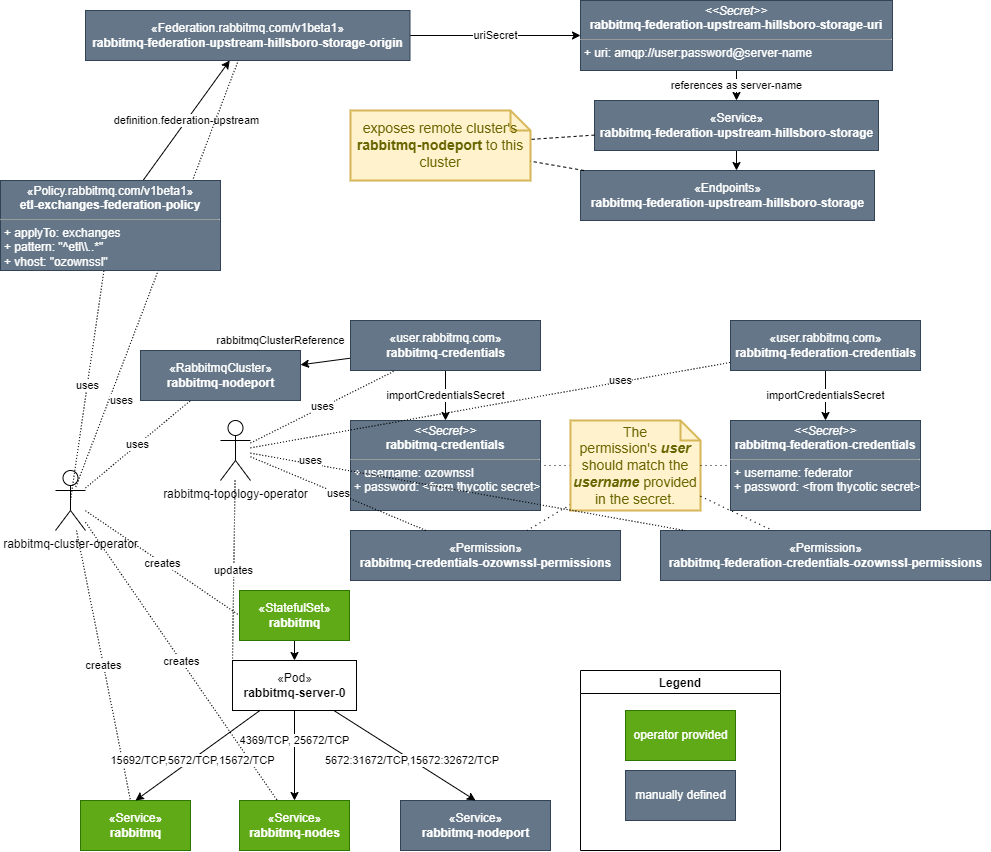 «Federation.rabbitmq.com/v1beta1»
rabbitmq-federation-upstream-hillsboro-storage-origin
uriSecret
<<Secret>>
rabbitmq-federation-upstream-hillsboro-storage-uri
+ uri: amqp://user:password@server-name
references as server-name
definition.federation-upstream
exposes remote cluster's
rabbitmq-nodeport to this
cluster
«Service»
rabbitmq-federation-upstream-hillsboro-storage
«Endpoints»
rabbitmq-federation-upstream-hillsboro-storage
«Policy.rabbitmq.com/v1beta1»
etl-exchanges-federation-policy
+ applyTo: exchanges
+ pattern: "^etl\\..*"
+ vhost: "ozownssl"
rabbitmqClusterReference
«user.rabbitmq.com»
rabbitmq-credentials
«user.rabbitmq.com»
rabbitmq-federation-credentials
«RabbitmqCluster»
rabbitmq-nodeport
uses
uses
uses
uses
uses
importCredentialsSecret
importCredentialsSecret
<<Secret>>
rabbitmq-credentials
+ username: ozownssl
+ password: <from thycotic secret>
The
permission's user
should match the
username provided
in the secret.
<<Secret>>
rabbitmq-federation-credentials
+ username: federator
+ password: <from thycotic secret>
uses
uses
rabbitmq-topology-operator
rabbitmq-cluster-operator
«Permission»
rabbitmq-credentials-ozownssl-permissions
«Permission»
rabbitmq-federation-credentials-ozownssl-permissions
creates
updates
«StatefulSet»
rabbitmq
creates
creates
«Pod»
rabbitmq-server-0
4369/TCP, 25672/TCP
15692/TCP,5672/TCP,15672/TCP
5672:31672/TCP,15672:32672/TCP
«Service»
rabbitmq
«Service»
rabbitmq-nodes
«Service»
rabbitmq-nodeport
Legend
operator provided
manually defined